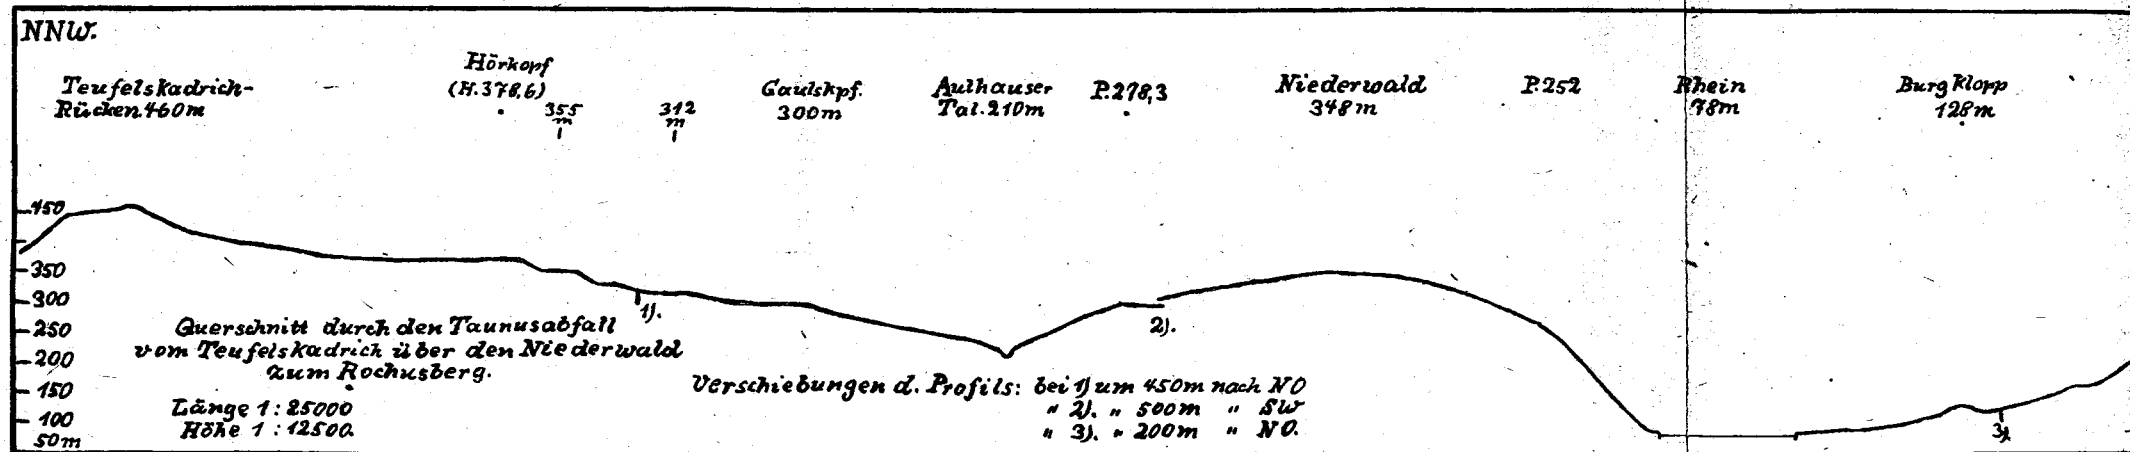 NNW.
Teufelskadrich-
Rücken 460m
Hörkopf
(H.378,6)
355
m
312
m
Gaulskpf.
300m
Aulhauser
Tal. 210m
P.278,3
Niederwald
348m
P.252
Rhein
78m
Burg Klopp
128m
450
350
300
250
200
150
100
50m
1).
2).
3).
Querschnitt durch den Taunusabfall
vom Teufelskadrich über den Niederwald
zum Rochusberg.
Länge 1:25000
Höhe 1:12500.
Verschiebungen d. Profils: bei 1) um 450m nach NO
" 2). " 500m " SW
" 3). " 200m " NO.